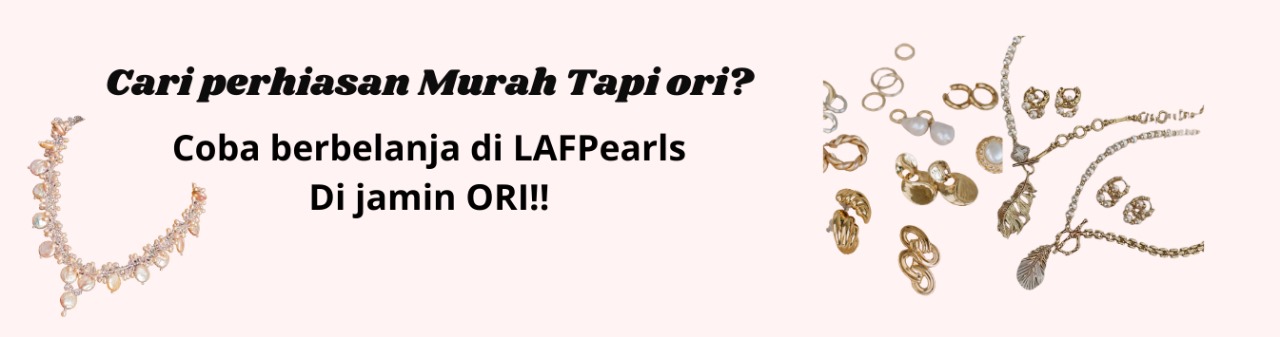 Cari perhiasan Murah Tapi ori?
Coba berbelanja di LAFPearls
Di jamin ORI!!